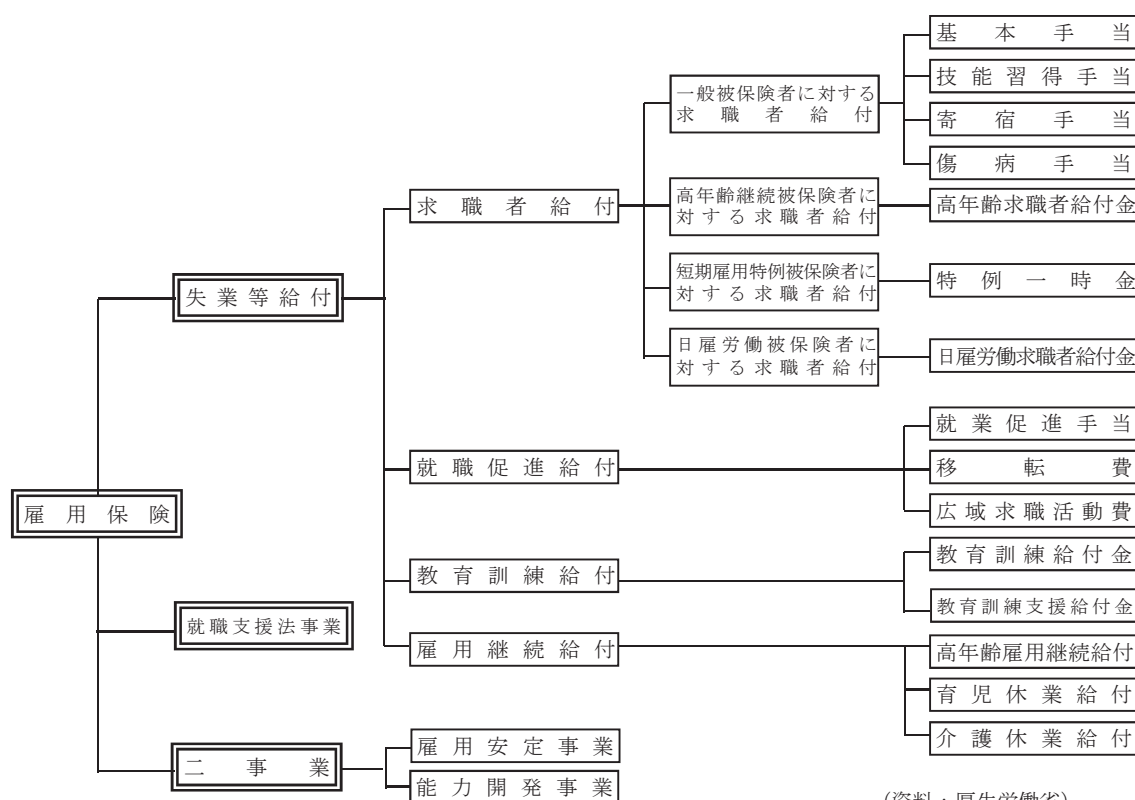 基本手当
技能習得手当
寄宿手当
傷病手当
一般被保険者に対する
求職者給付
高年齢継続被保険者に
対する求職者給付
高年齢求職者給付金
短期雇用特例被保険者に
対する求職者給付
特例一時金
日雇労働被保険者に
対する求職者給付
日雇労働求職者給付金
求職者給付
失業等給付
就業促進手当
移転費
広域求職活動費
就職促進給付
雇用保険
教育訓練給付金
教育訓練支援給付金
教育訓練給付
就職支援法事業
雇用継続給付
高年齢雇用継続給付
育児休業給付
介護休業給付
二事業
雇用安定事業
能力開発事業
(資料：厚生労働省)